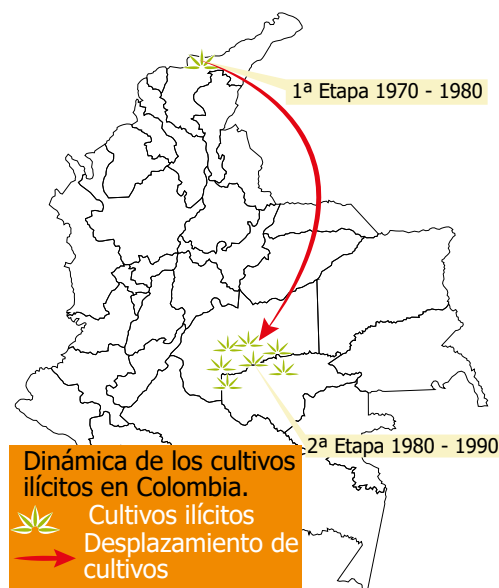 1ª Etapa 1970 - 1980
2ª Etapa 1980 - 1990
Dinámica de los cultivos
ilícitos en Colombia.
Cultivos ilícitos
Desplazamiento de
cultivos